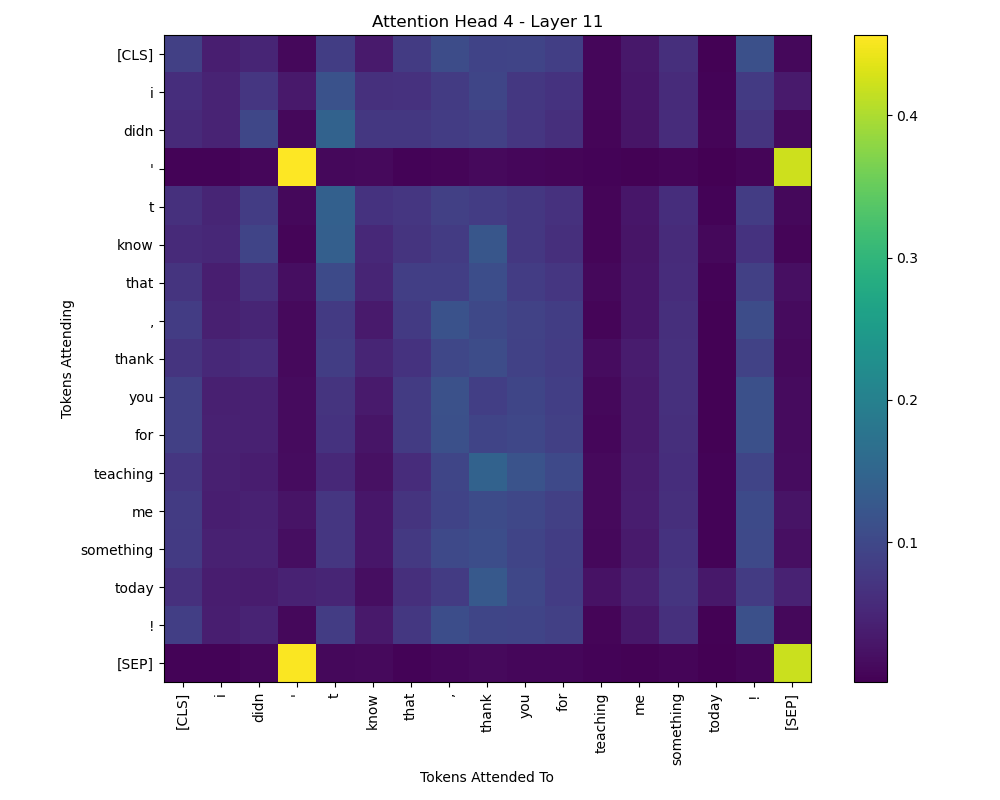 Attention Head 4 - Layer 11
[CLS]
i
didn
'
t
know
that
,
thank
you
for
teaching
me
something
today
!
[SEP]
Tokens Attending
[CLS]
i
didn
'
t
know
that
,
thank
you
for
teaching
me
something
today
!
[SEP]
Tokens Attended To
0.4
0.3
0.2
0.1